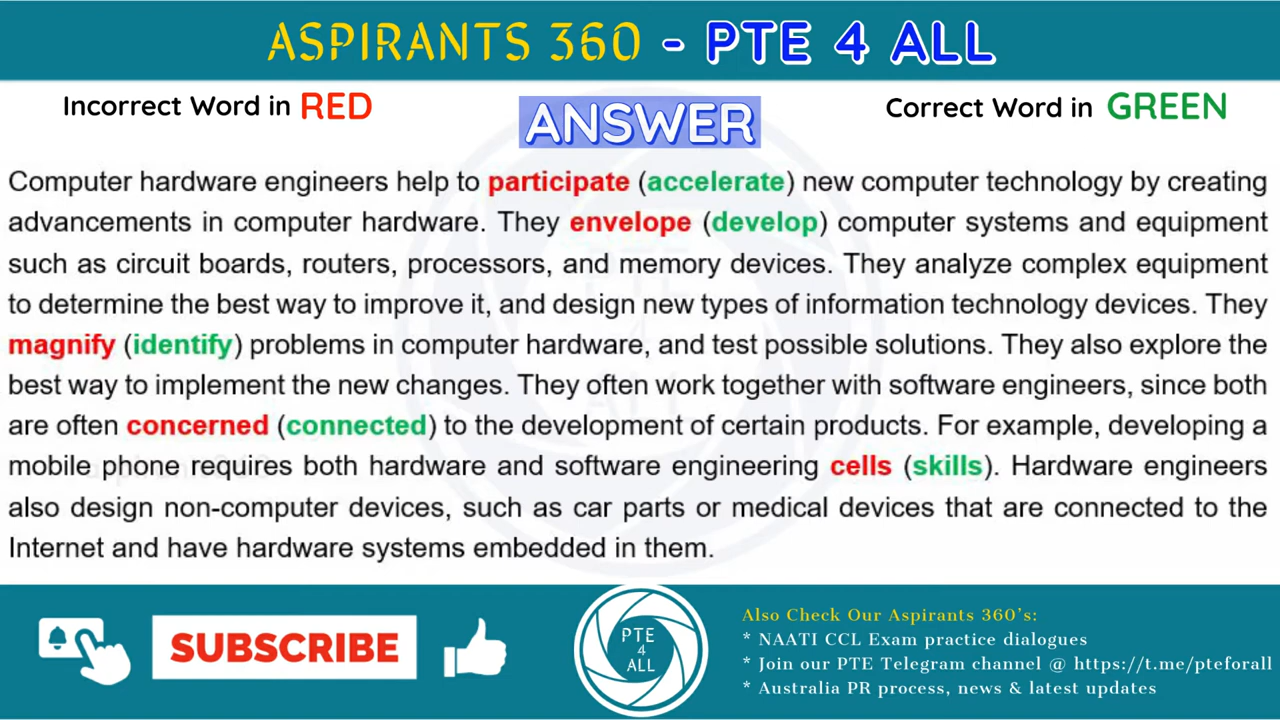 ASPIRANTS 360 - PTE 4 ALL
Incorrect Word in RED
ANSWER
Correct Word in GREEN
Computer hardware engineers help to participate (accelerate) new computer technology by creating
advancements in computer hardware. They envelope (develop) computer systems and equipment
such as circuit boards, routers, processors, and memory devices. They analyze complex equipment
to determine the best way to improve it, and design new types of information technology devices. They
magnify (identify) problems in computer hardware, and test possible solutions. They also explore the
best way to implement the new changes. They often work together with software engineers, since both
are often concerned (connected) to the development of certain products. For example, developing a
mobile phone requires both hardware and software engineering cells (skills). Hardware engineers
also design non-computer devices, such as car parts or medical devices that are connected to the
Internet and have hardware systems embedded in them.
SUBSCRIBE
PTE
4
ALL
Also Check Our Aspirants 360's:
* NAATI CCL Exam practice dialogues
* Join our PTE Telegram channel @ https://t.me/pteforall
* Australia PR process, news & latest updates